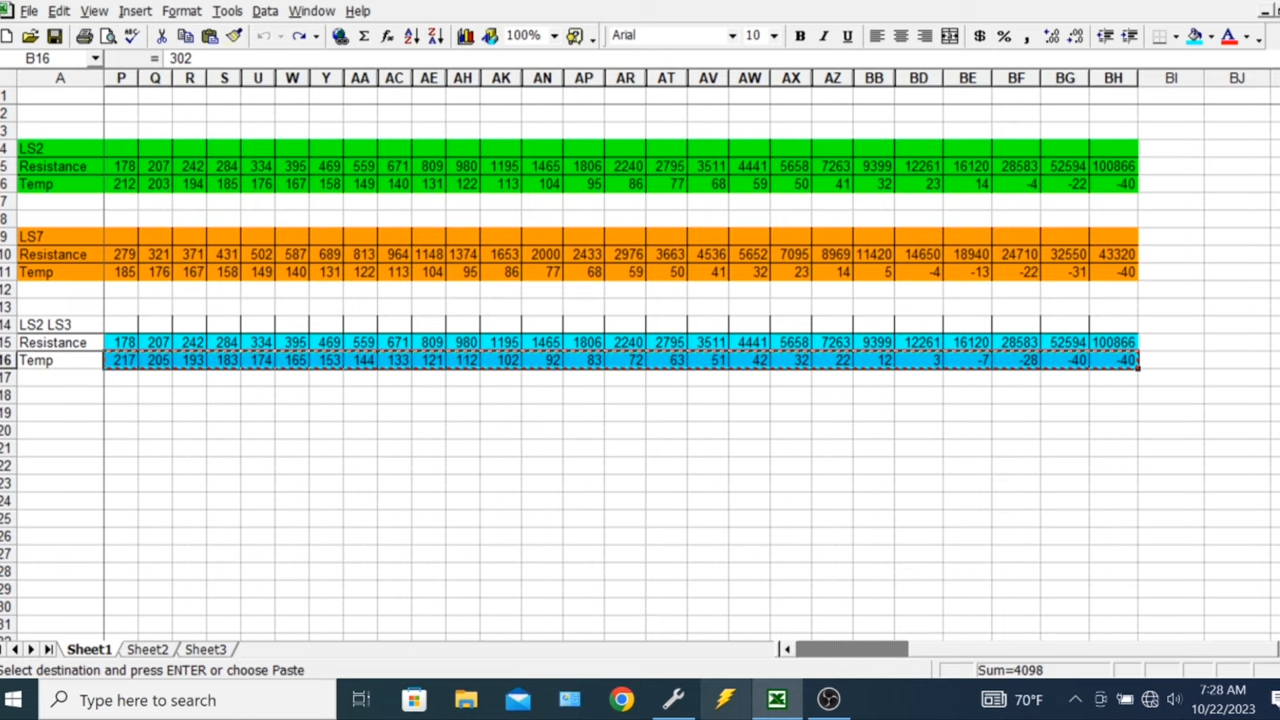 File Edit View Insert Format Tools Data Window Help
100% Arial 10 B I U $ % ,
B16 = 302
A P Q R S U W Y AA AC AE AH AK AN AP AR AT AV AW AX AZ BB BD BE BF BG BH BI BJ
1
2
3
4 LS2
5 Resistance 178 207 242 284 334 395 469 559 671 809 980 1195 1465 1806 2240 2795 3511 4441 5658 7263 9399 12261 16120 28583 52594 100866
6 Temp 212 203 194 185 176 167 158 149 140 131 122 113 104 95 86 77 68 59 50 41 32 23 14 -4 -22 -40
7
8
9 LS7
10 Resistance 279 321 371 431 502 587 689 813 964 1148 1374 1653 2000 2433 2976 3663 4536 5652 7095 8969 11420 14650 18940 24710 32550 43320
11 Temp 185 176 167 158 149 140 131 122 113 104 95 86 77 68 59 50 41 32 23 14 5 -4 -13 -22 -31 -40
12
13
14 LS2 LS3
15 Resistance 178 207 242 284 334 395 469 559 671 809 980 1195 1465 1806 2240 2795 3511 4441 5658 7263 9399 12261 16120 28583 52594 100866
16 Temp 217 205 193 183 174 165 153 144 133 121 112 102 92 83 72 63 51 42 32 22 12 3 -7 -28 -40 -40
17
18
19
20
21
22
23
24
25
26
27
28
29
30
31
Sheet1 Sheet2 Sheet3
Select destination and press ENTER or choose Paste Sum=4098
Type here to search 70°F 7:28 AM
10/22/2023